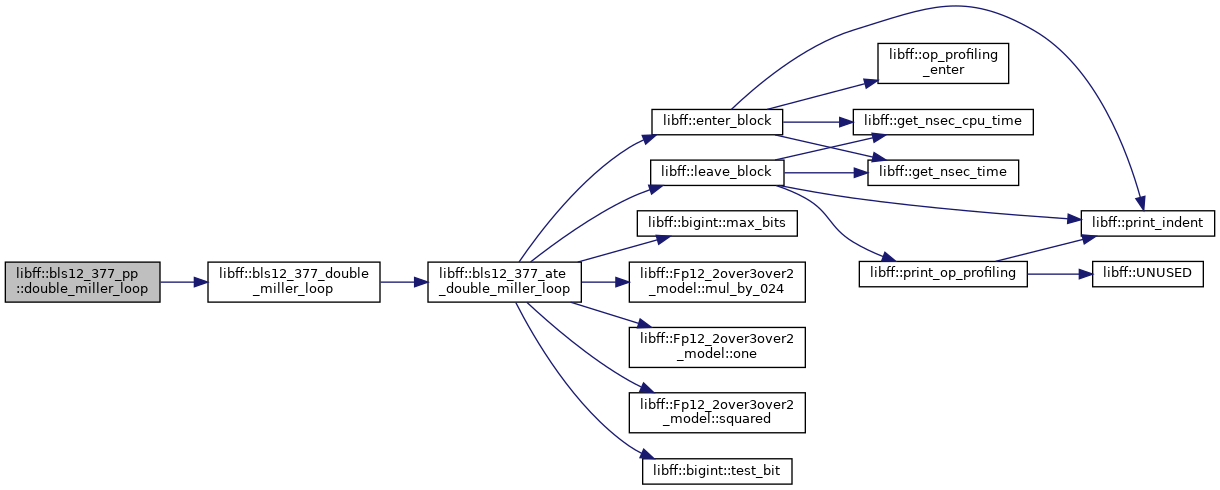 libff::bls12_377_pp
::double_miller_loop
libff::bls12_377_double
_miller_loop
libff::bls12_377_ate
_double_miller_loop
libff::enter_block
libff::leave_block
libff::bigint::max_bits
libff::Fp12_2over3over2
_model::mul_by_024
libff::Fp12_2over3over2
_model::one
libff::Fp12_2over3over2
_model::squared
libff::bigint::test_bit
libff::op_profiling
_enter
libff::get_nsec_cpu_time
libff::get_nsec_time
libff::print_op_profiling
libff::print_indent
libff::UNUSED